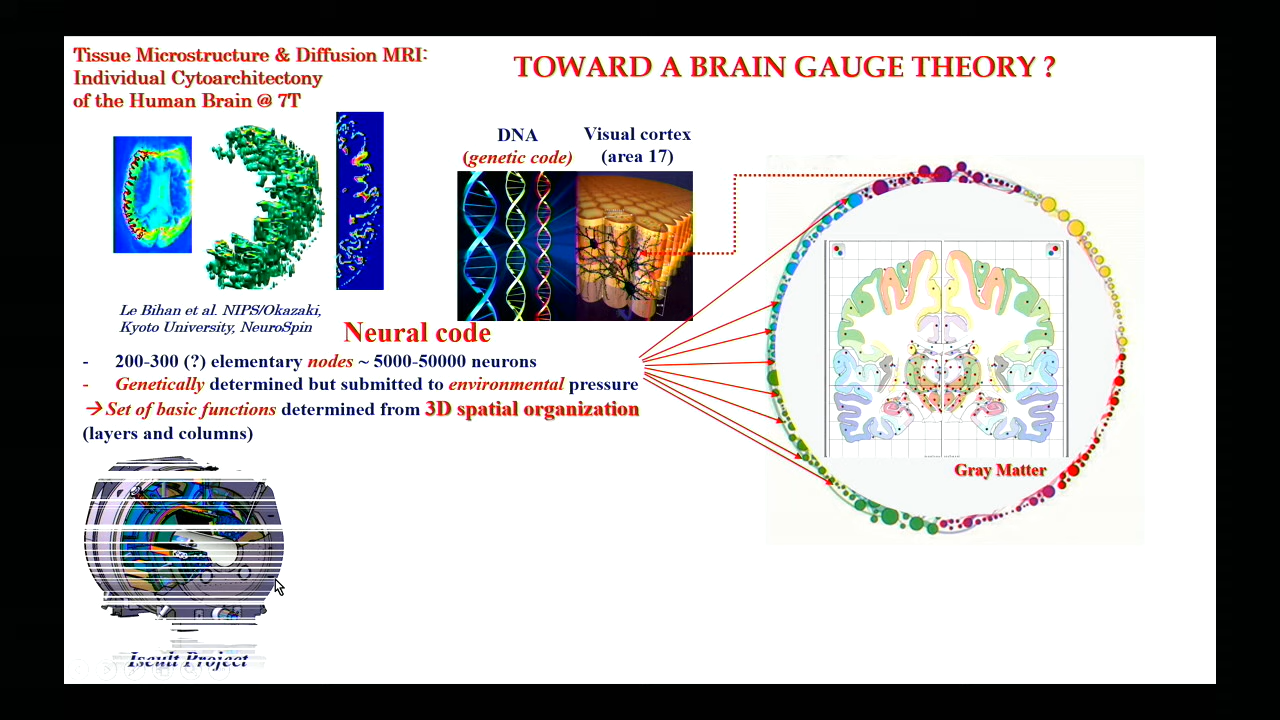 Tissue Microstructure & Diffusion MRI:
Individual Cytoarchitectony
of the Human Brain @ 7T
TOWARD A BRAIN GAUGE THEORY ?
DNA
(genetic code)
Visual cortex
(area 17)
Le Bihan et al. NIPS/Okazaki,
Kyoto University, NeuroSpin
Neural code
- 200-300 (?) elementary nodes ~ 5000-50000 neurons
- Genetically determined but submitted to environmental pressure
→ Set of basic functions determined from 3D spatial organization
(layers and columns)
Gray Matter
Iseult Project